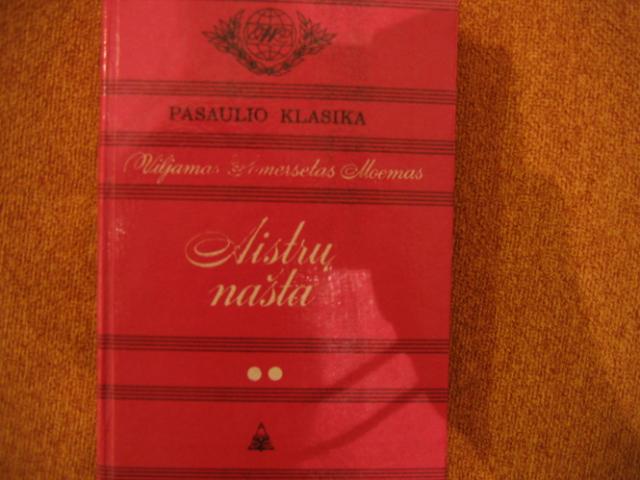 PASAULIO KLASIKA
Viljamas Somersetas Moemas
Aistrų
našta